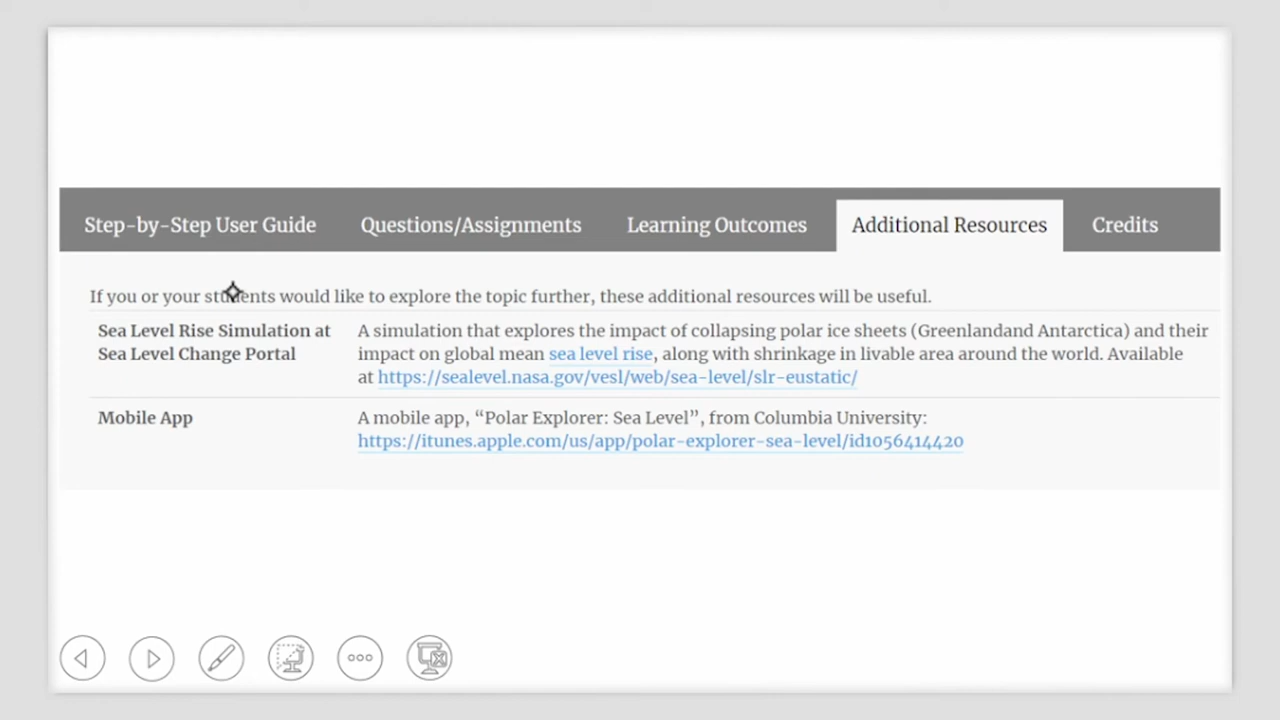 Step-by-Step User Guide Questions/Assignments Learning Outcomes Additional Resources Credits
If you or your students would like to explore the topic further, these additional resources will be useful.
Sea Level Rise Simulation at
Sea Level Change Portal
A simulation that explores the impact of collapsing polar ice sheets (Greenlandand Antarctica) and their
impact on global mean sea level rise, along with shrinkage in livable area around the world. Available
at https://sealevel.nasa.gov/vesl/web/sea-level/slr-eustatic/
Mobile App
A mobile app, “Polar Explorer: Sea Level”, from Columbia University:
https://itunes.apple.com/us/app/polar-explorer-sea-level/id1056414420